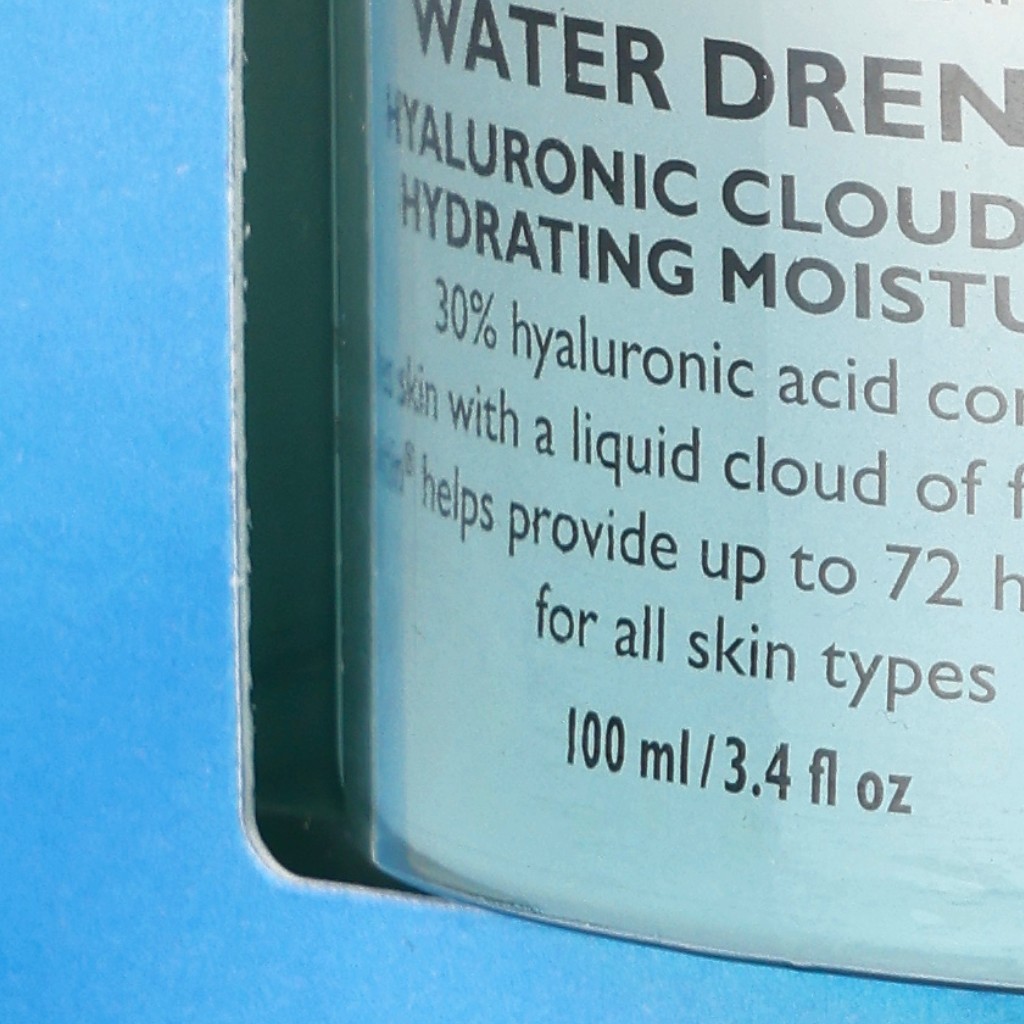 WATER DREN
HYALURONIC CLOUD
HYDRATING MOISTU
30% hyaluronic acid con
skin with a liquid cloud of f
helps provide up to 72 h
for all skin types
100 ml / 3.4 fl oz